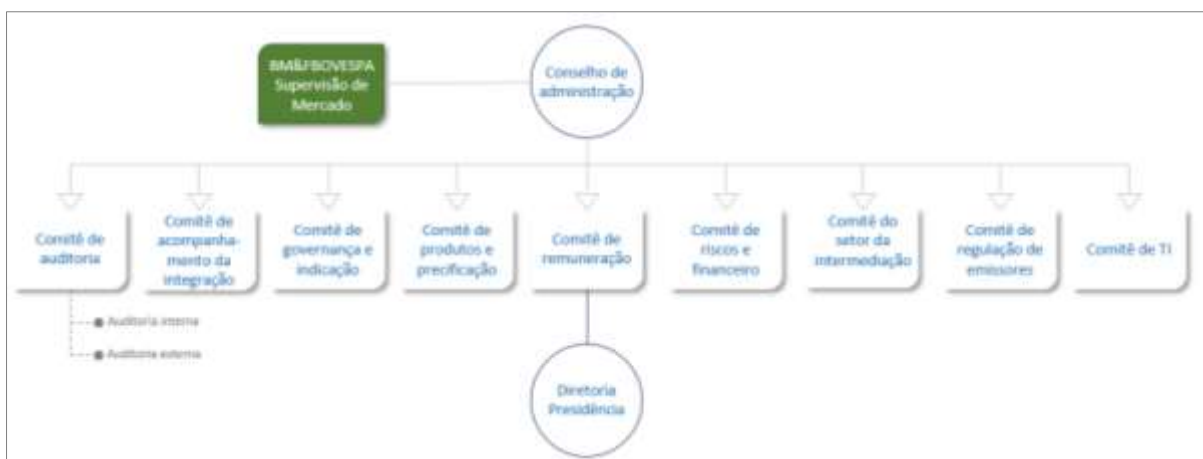 BM&FBOVESPA
Supervisão de
Mercado
Conselho de
administração
Comitê de
auditoria
Comitê de
acompanha-
mento da
integração
Comitê de
governança e
indicação
Comitê de
produtos e
precificação
Comitê de
remuneração
Comitê de
riscos e
financeiro
Comitê do
setor da
intermediação
Comitê de
regulação de
emissores
Comitê de TI
Auditoria interna
Auditoria externa
Diretoria
Presidência